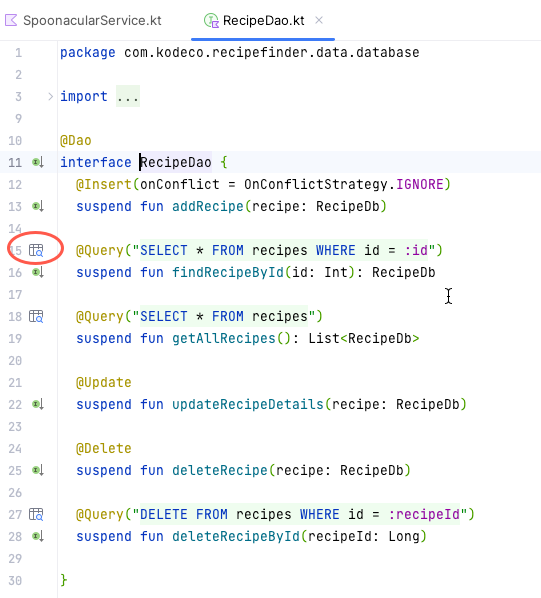 SpoonacularService.kt RecipeDao.kt
1 package com.kodeco.recipefinder.data.database
2
3 import ...
9
10 @Dao
11 interface RecipeDao {
12 @Insert(onConflict = OnConflictStrategy.IGNORE)
13 suspend fun addRecipe(recipe: RecipeDb)
14
15 @Query("SELECT * FROM recipes WHERE id = :id")
16 suspend fun findRecipeById(id: Int): RecipeDb
17
18 @Query("SELECT * FROM recipes")
19 suspend fun getAllRecipes(): List<RecipeDb>
20
21 @Update
22 suspend fun updateRecipeDetails(recipe: RecipeDb)
23
24 @Delete
25 suspend fun deleteRecipe(recipe: RecipeDb)
26
27 @Query("DELETE FROM recipes WHERE id = :recipeId")
28 suspend fun deleteRecipeById(recipeId: Long)
29
30 }